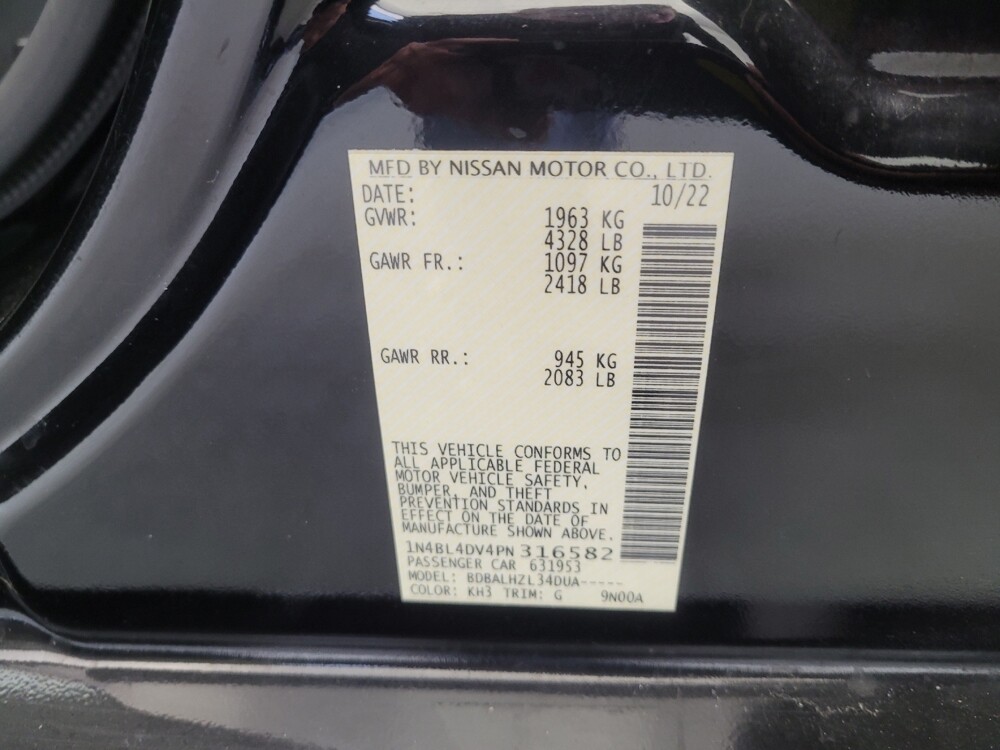 MFD BY NISSAN MOTOR CO., LTD.
DATE: 10/22
GVWR: 1963 KG
4328 LB
GAWR FR.: 1097 KG
2418 LB
GAWR RR.: 945 KG
2083 LB
THIS VEHICLE CONFORMS TO
ALL APPLICABLE FEDERAL
MOTOR VEHICLE SAFETY,
BUMPER, AND THEFT
PREVENTION STANDARDS IN
EFFECT ON THE DATE OF
MANUFACTURE SHOWN ABOVE.
1N4BL4DV4PN 316582
PASSENGER CAR 631953
MODEL: BDBALHZL34DUA-----
COLOR: KH3 TRIM: G 9N00A